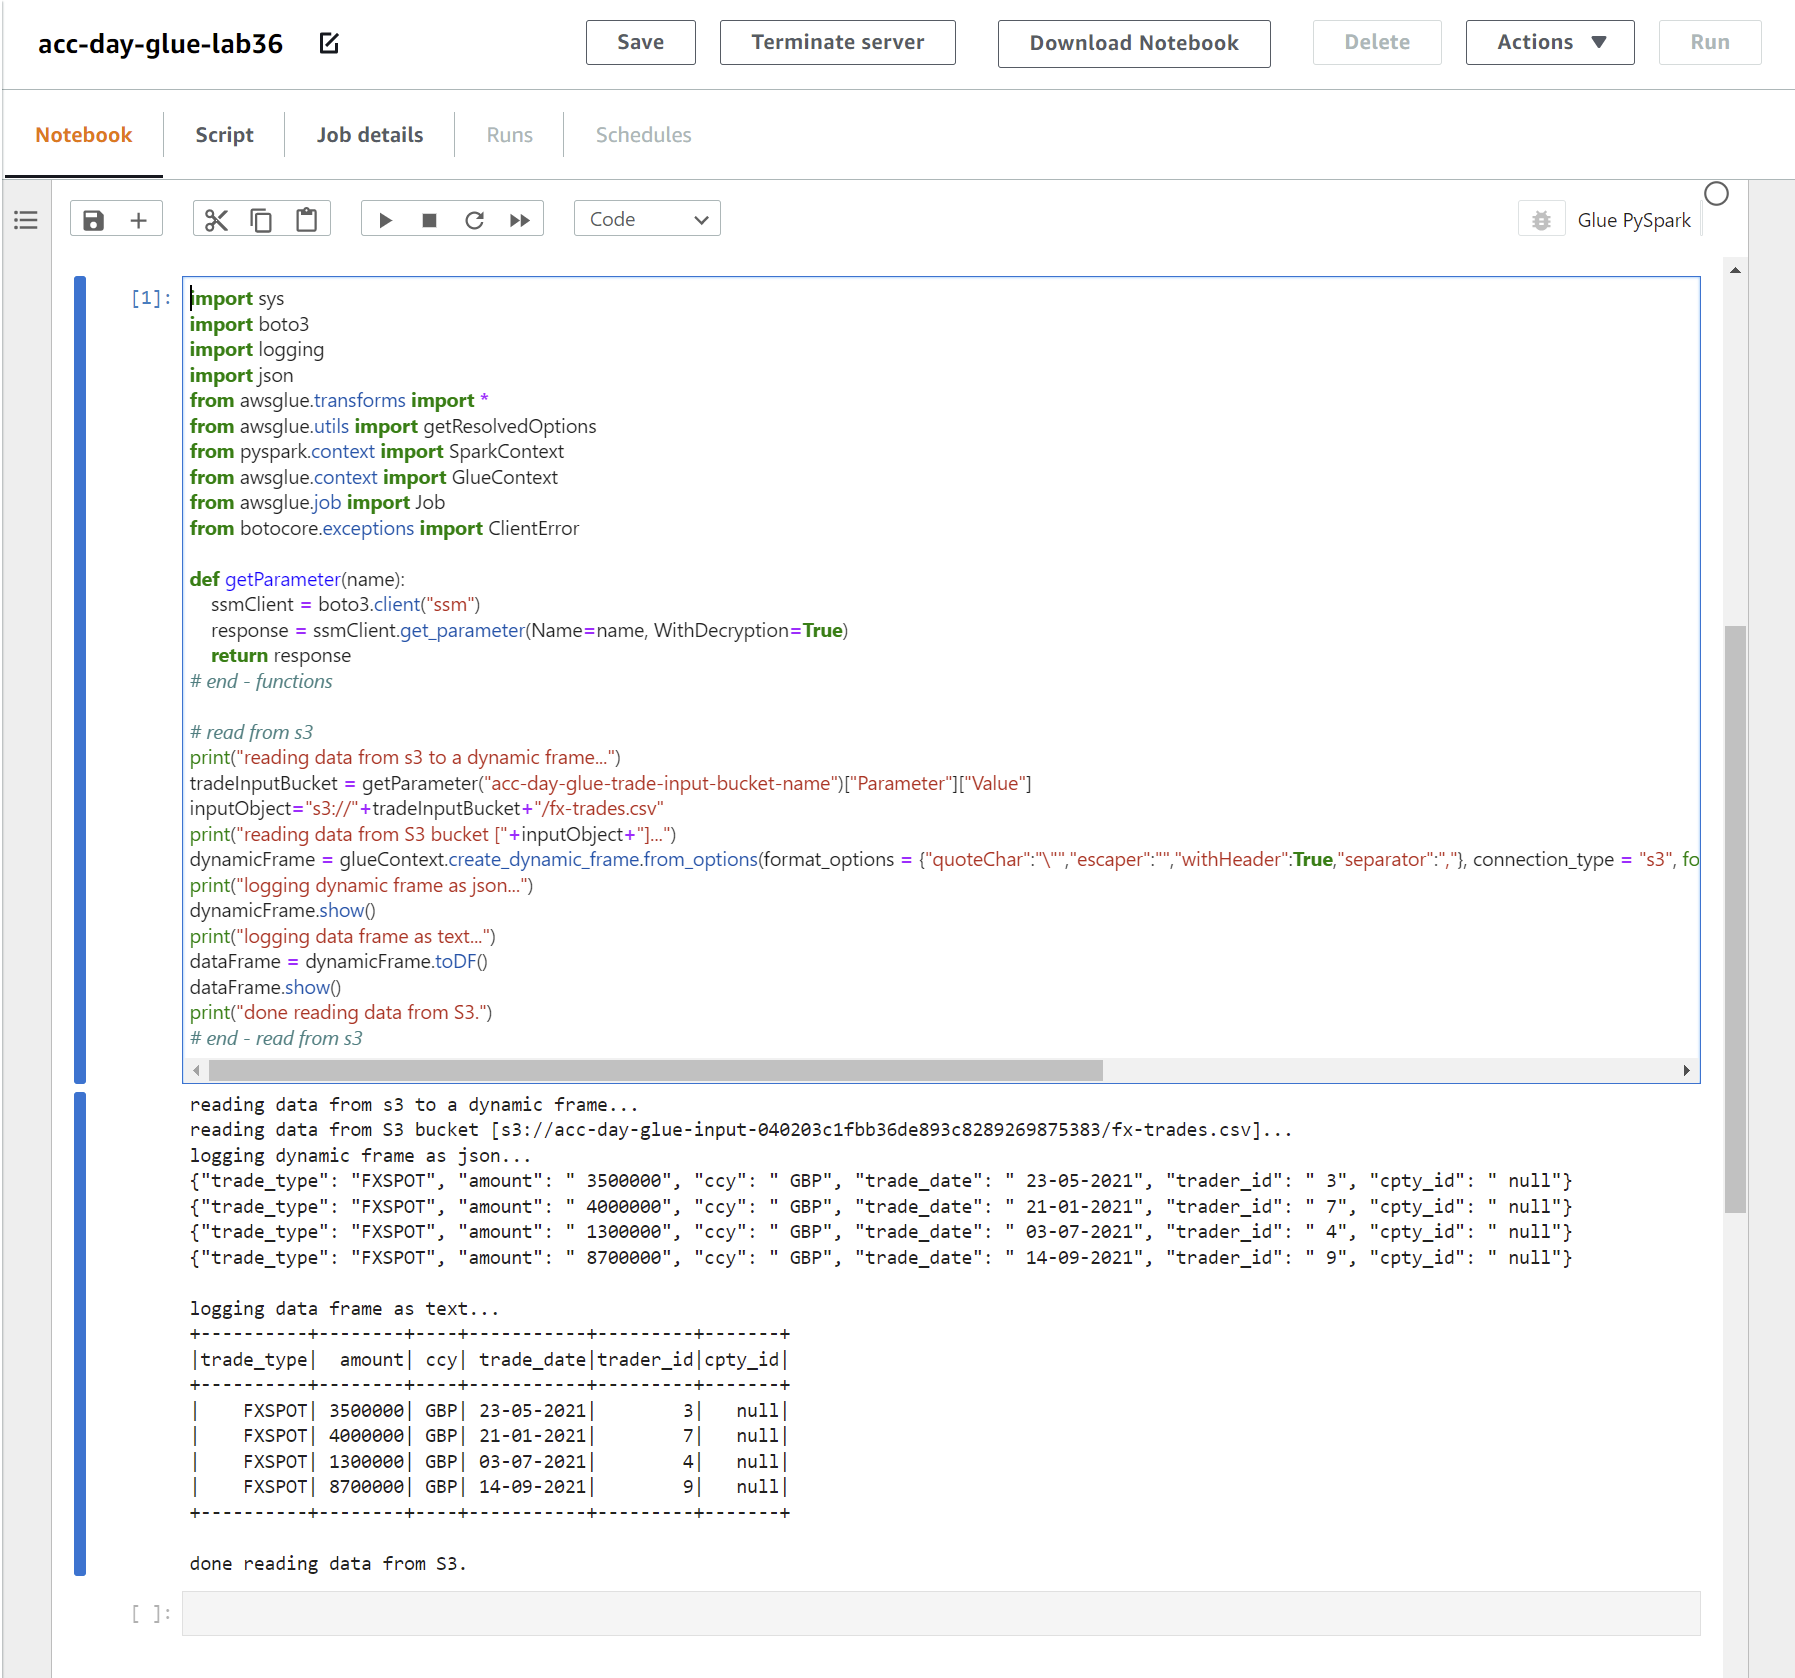 acc-day-glue-lab36
Save
Terminate server
Download Notebook
Delete
Actions ▼
Run
Notebook
Script
Job details
Runs
Schedules
Code
Glue PySpark
[1]:
import sys
import boto3
import logging
import json
from awsglue.transforms import *
from awsglue.utils import getResolvedOptions
from pyspark.context import SparkContext
from awsglue.context import GlueContext
from awsglue.job import Job
from botocore.exceptions import ClientError

def getParameter(name):
    ssmClient = boto3.client("ssm")
    response = ssmClient.get_parameter(Name=name, WithDecryption=True)
    return response
# end - functions

# read from s3
print("reading data from s3 to a dynamic frame...")
tradeInputBucket = getParameter("acc-day-glue-trade-input-bucket-name")["Parameter"]["Value"]
inputObject="s3://"+tradeInputBucket+"/fx-trades.csv"
print("reading data from S3 bucket ["+inputObject+"]...")
dynamicFrame = glueContext.create_dynamic_frame.from_options(format_options = {"quoteChar":"\"","escaper":"","withHeader":True,"separator":","}, connection_type = "s3", fo
print("logging dynamic frame as json...")
dynamicFrame.show()
print("logging data frame as text...")
dataFrame = dynamicFrame.toDF()
dataFrame.show()
print("done reading data from S3.")
# end - read from s3
reading data from s3 to a dynamic frame...
reading data from S3 bucket [s3://acc-day-glue-input-040203c1fbb36de893c8289269875383/fx-trades.csv]...
logging dynamic frame as json...
{"trade_type": "FXSPOT", "amount": " 3500000", "ccy": " GBP", "trade_date": " 23-05-2021", "trader_id": " 3", "cpty_id": " null"}
{"trade_type": "FXSPOT", "amount": " 4000000", "ccy": " GBP", "trade_date": " 21-01-2021", "trader_id": " 7", "cpty_id": " null"}
{"trade_type": "FXSPOT", "amount": " 1300000", "ccy": " GBP", "trade_date": " 03-07-2021", "trader_id": " 4", "cpty_id": " null"}
{"trade_type": "FXSPOT", "amount": " 8700000", "ccy": " GBP", "trade_date": " 14-09-2021", "trader_id": " 9", "cpty_id": " null"}

logging data frame as text...
+----------+--------+----+-----------+---------+-------+
|trade_type|  amount| ccy| trade_date|trader_id|cpty_id|
+----------+--------+----+-----------+---------+-------+
|    FXSPOT| 3500000| GBP| 23-05-2021|        3|   null|
|    FXSPOT| 4000000| GBP| 21-01-2021|        7|   null|
|    FXSPOT| 1300000| GBP| 03-07-2021|        4|   null|
|    FXSPOT| 8700000| GBP| 14-09-2021|        9|   null|
+----------+--------+----+-----------+---------+-------+

done reading data from S3.
[ ]: